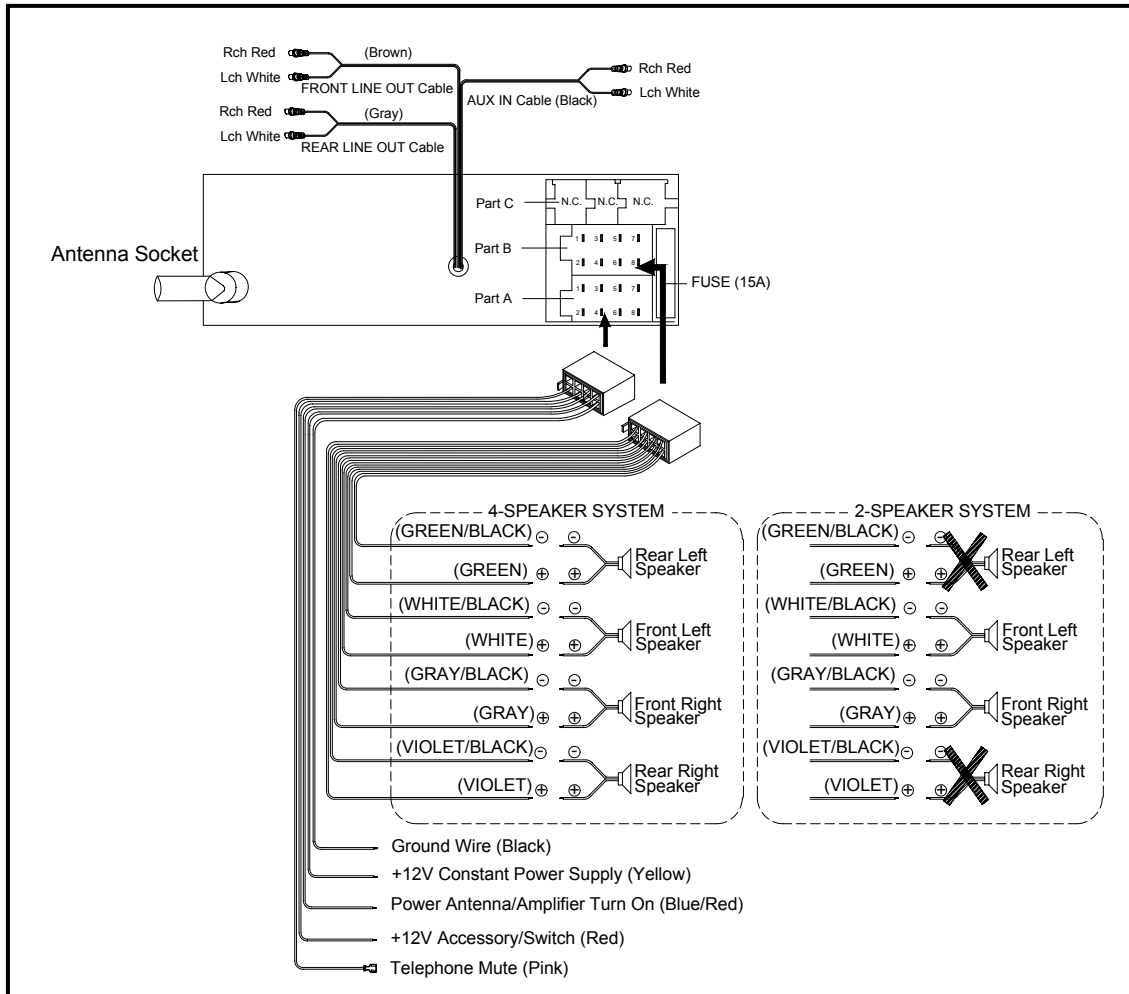 Rch Red
(Brown)
Lch White
FRONT LINE OUT Cable
Rch Red
(Gray)
Lch White
REAR LINE OUT Cable
Rch Red
AUX IN Cable (Black)
Lch White
Antenna Socket
Part C
N.C. N.C. N.C.
Part B
1 3 5 7
2 4 6 8
Part A
1 3 5 7
2 4 6 8
FUSE (15A)
4-SPEAKER SYSTEM
(GREEN/BLACK) ⊖ ⊖
Rear Left
Speaker
(GREEN) ⊕ ⊕
(WHITE/BLACK) ⊖ ⊖
Front Left
Speaker
(WHITE) ⊕ ⊕
(GRAY/BLACK) ⊖ ⊖
Front Right
Speaker
(GRAY) ⊕ ⊕
(VIOLET/BLACK) ⊖ ⊖
Rear Right
Speaker
(VIOLET) ⊕ ⊕
2-SPEAKER SYSTEM
(GREEN/BLACK) ⊖ ⊖
Rear Left
Speaker
(GREEN) ⊕ ⊕
(WHITE/BLACK) ⊖ ⊖
Front Left
Speaker
(WHITE) ⊕ ⊕
(GRAY/BLACK) ⊖ ⊖
Front Right
Speaker
(GRAY) ⊕ ⊕
(VIOLET/BLACK) ⊖ ⊖
Rear Right
Speaker
(VIOLET) ⊕ ⊕
Ground Wire (Black)
+12V Constant Power Supply (Yellow)
Power Antenna/Amplifier Turn On (Blue/Red)
+12V Accessory/Switch (Red)
Telephone Mute (Pink)